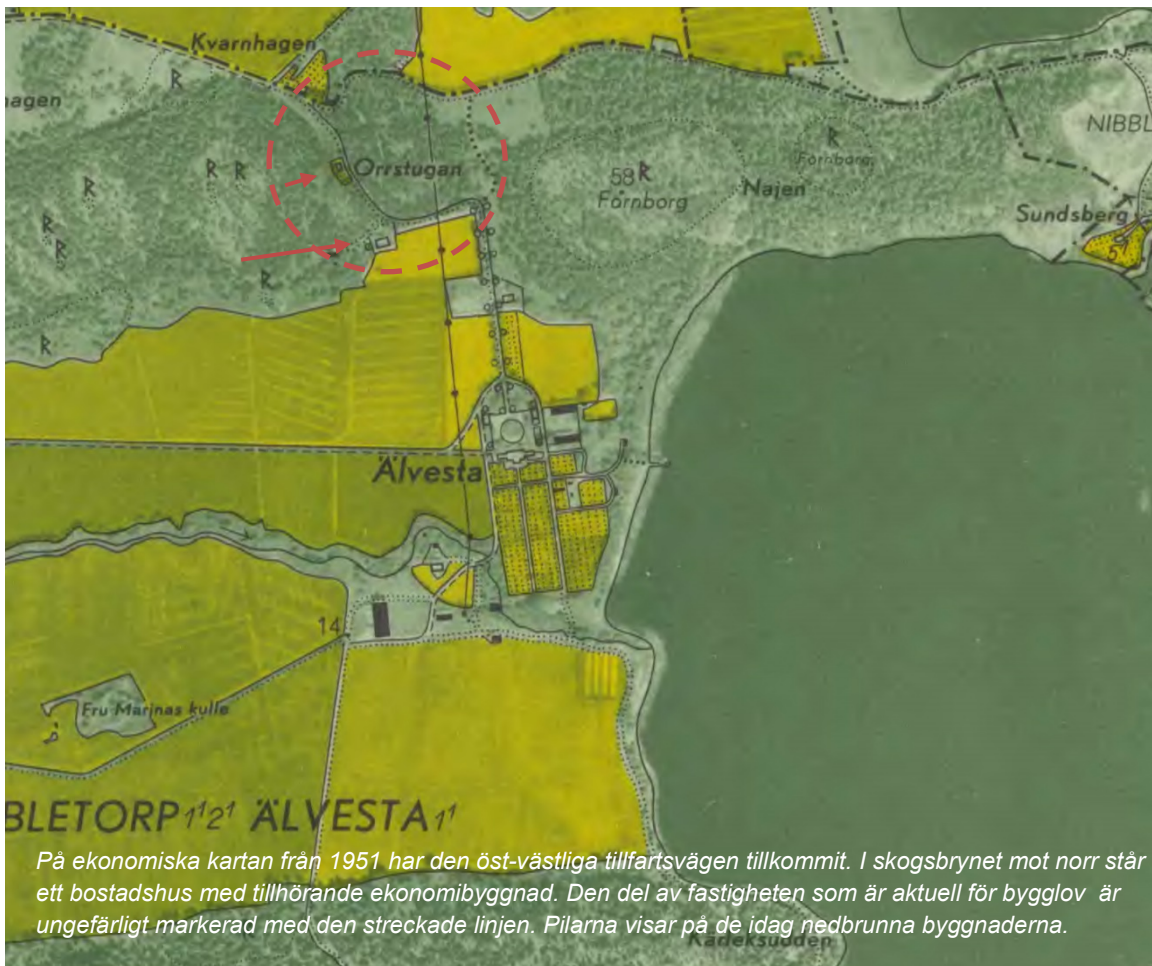 Kvarnhagen
hagen
R
R R
R
R
R
R
R
R
Orrstugan
58 R
Fornborg
R
Fornborg
Najen
NIBBL
Sundsberg
5
Älvesta
14
Fru Marinas kulle
BLETORP 1¹2¹ ÄLVESTA 1¹
På ekonomiska kartan från 1951 har den öst-västliga tillfartsvägen tillkommit. I skogsbrynet mot norr står
ett bostadshus med tillhörande ekonomibyggnad. Den del av fastigheten som är aktuell för bygglov är
ungefärligt markerad med den streckade linjen. Pilarna visar på de idag nedbrunna byggnaderna.